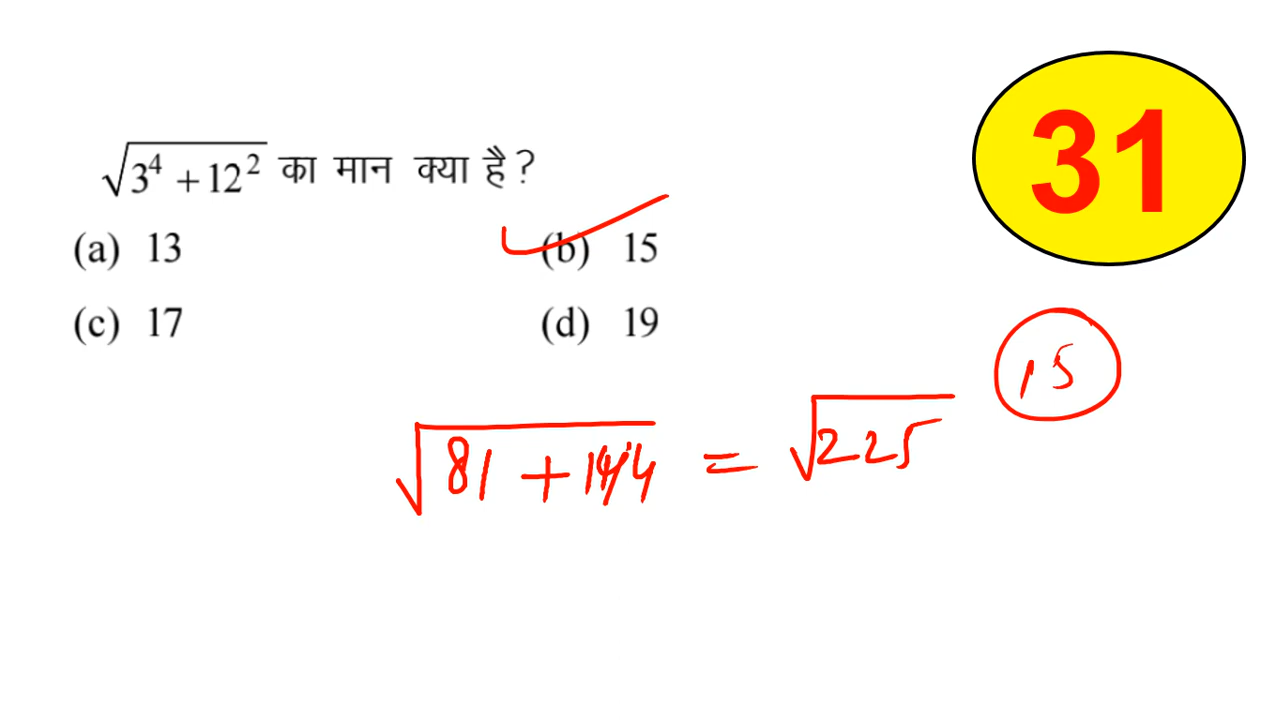 31
√3⁴ + 12² का मान क्या है ?
(a) 13
(b) 15
(c) 17
(d) 19
15
√81 + 144 = √225